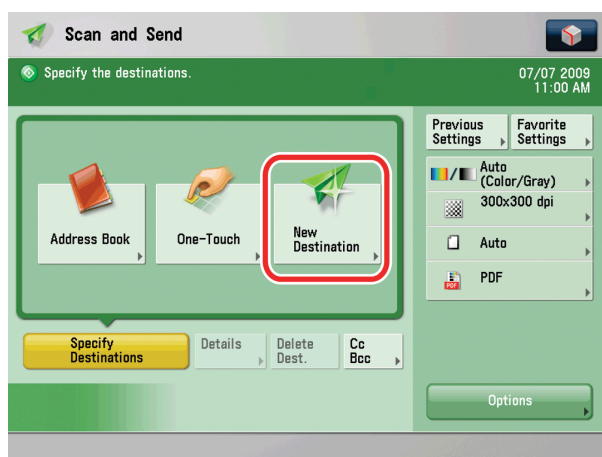 Scan and Send
Specify the destinations.
07/07 2009
11:00 AM
Address Book
One-Touch
New
Destination
Specify
Destinations
Details
Delete
Dest.
Cc
Bcc
Previous
Settings
Favorite
Settings
Auto
(Color/Gray)
300x300 dpi
Auto
PDF
PDF
Options